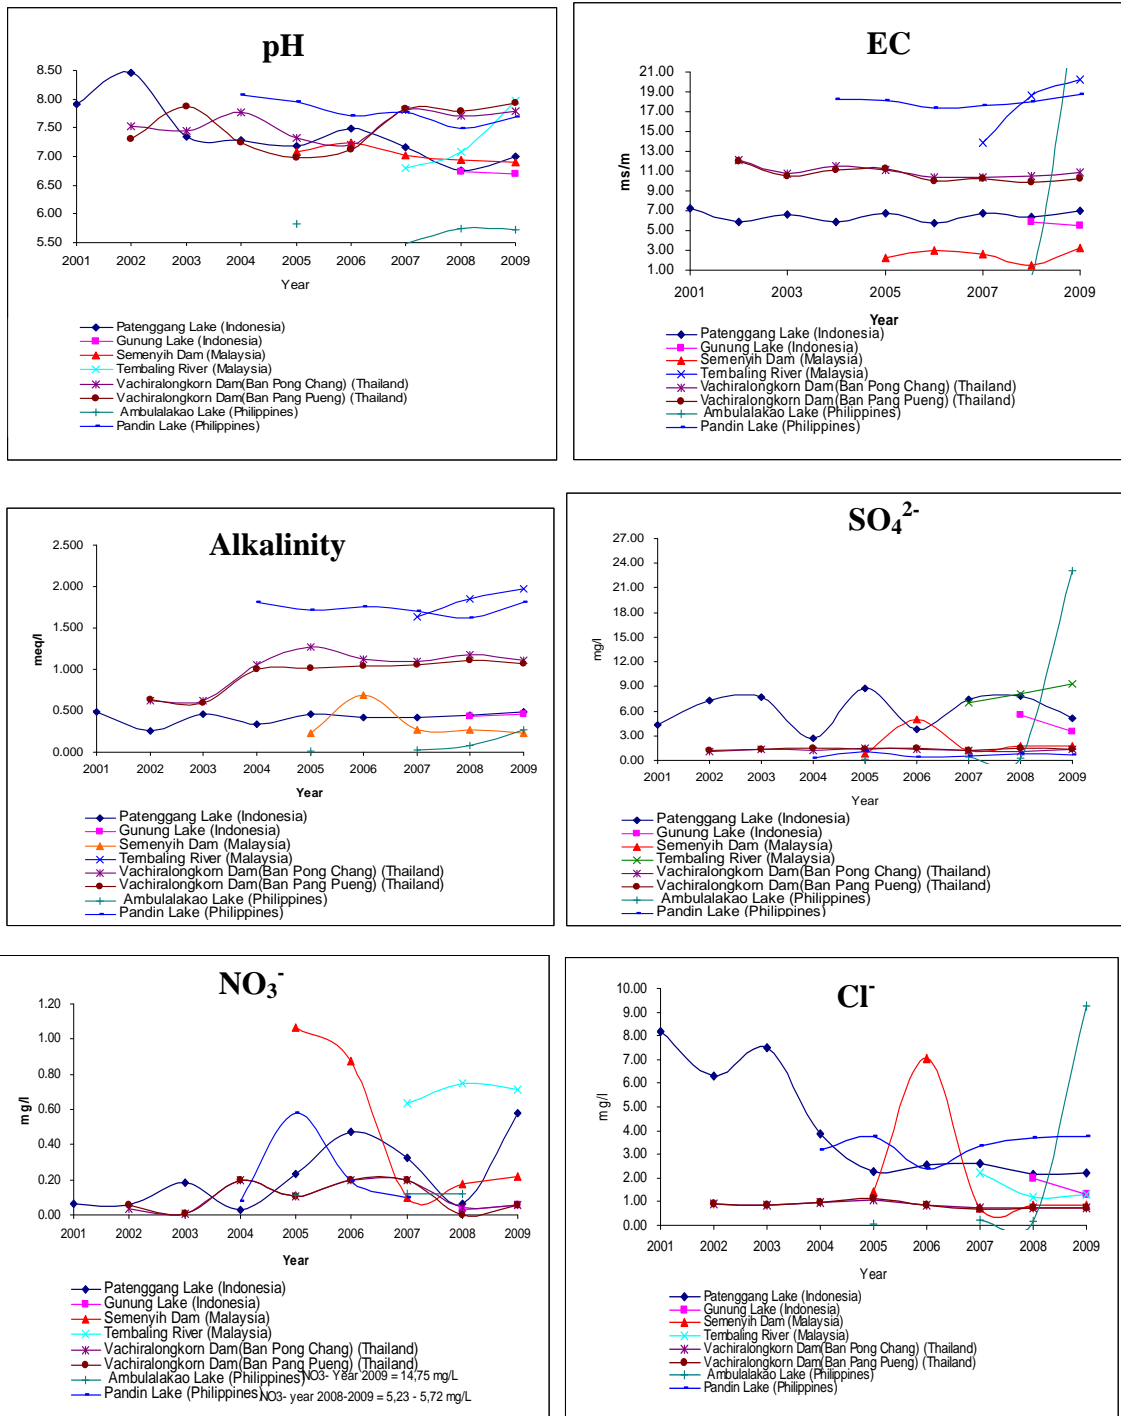 pH
8.50
8.00
7.50
7.00
6.50
6.00
5.50
2001 2002 2003 2004 2005 2006 2007 2008 2009
Year
Patenggang Lake (Indonesia)
Gunung Lake (Indonesia)
Semenyih Dam (Malaysia)
Tembaling River (Malaysia)
Vachiralongkorn Dam(Ban Pong Chang) (Thailand)
Vachiralongkorn Dam(Ban Pang Pueng) (Thailand)
Ambulalakao Lake (Philippines)
Pandin Lake (Philippines)
EC
21.00
19.00
17.00
15.00
13.00
11.00
9.00
7.00
5.00
3.00
1.00
ms/m
2001 2003 2005 2007 2009
Year
Patenggang Lake (Indonesia)
Gunung Lake (Indonesia)
Semenyih Dam (Malaysia)
Tembaling River (Malaysia)
Vachiralongkorn Dam(Ban Pong Chang) (Thailand)
Vachiralongkorn Dam(Ban Pang Pueng) (Thailand)
Ambulalakao Lake (Philippines)
Pandin Lake (Philippines)
Alkalinity
2.500
2.000
1.500
1.000
0.500
0.000
meq/l
2001 2002 2003 2004 2005 2006 2007 2008 2009
Year
Patenggang Lake (Indonesia)
Gunung Lake (Indonesia)
Semenyih Dam (Malaysia)
Tembaling River (Malaysia)
Vachiralongkorn Dam(Ban Pong Chang) (Thailand)
Vachiralongkorn Dam(Ban Pang Pueng) (Thailand)
Ambulalakao Lake (Philippines)
Pandin Lake (Philippines)
SO₄²⁻
27.00
24.00
21.00
18.00
15.00
12.00
9.00
6.00
3.00
0.00
mg/l
2001 2002 2003 2004 2005 2006 2007 2008 2009
Year
Patenggang Lake (Indonesia)
Gunung Lake (Indonesia)
Semenyih Dam (Malaysia)
Tembaling River (Malaysia)
Vachiralongkorn Dam(Ban Pong Chang) (Thailand)
Vachiralongkorn Dam(Ban Pang Pueng) (Thailand)
Ambulalakao Lake (Philippines)
Pandin Lake (Philippines)
NO₃⁻
1.20
1.00
0.80
0.60
0.40
0.20
0.00
mg/l
2001 2002 2003 2004 2005 2006 2007 2008 2009
Year
Patenggang Lake (Indonesia)
Gunung Lake (Indonesia)
Semenyih Dam (Malaysia)
Tembaling River (Malaysia)
Vachiralongkorn Dam(Ban Pong Chang) (Thailand)
Vachiralongkorn Dam(Ban Pang Pueng) (Thailand)
Ambulalakao Lake (Philippines) NO3- Year 2009 = 14,75 mg/L
Pandin Lake (Philippines) NO3- year 2008-2009 = 5,23 - 5,72 mg/L
Cl⁻
10.00
9.00
8.00
7.00
6.00
5.00
4.00
3.00
2.00
1.00
0.00
mg/l
2001 2002 2003 2004 2005 2006 2007 2008 2009
Year
Patenggang Lake (Indonesia)
Gunung Lake (Indonesia)
Semenyih Dam (Malaysia)
Tembaling River (Malaysia)
Vachiralongkorn Dam(Ban Pong Chang) (Thailand)
Vachiralongkorn Dam(Ban Pang Pueng) (Thailand)
Ambulalakao Lake (Philippines)
Pandin Lake (Philippines)